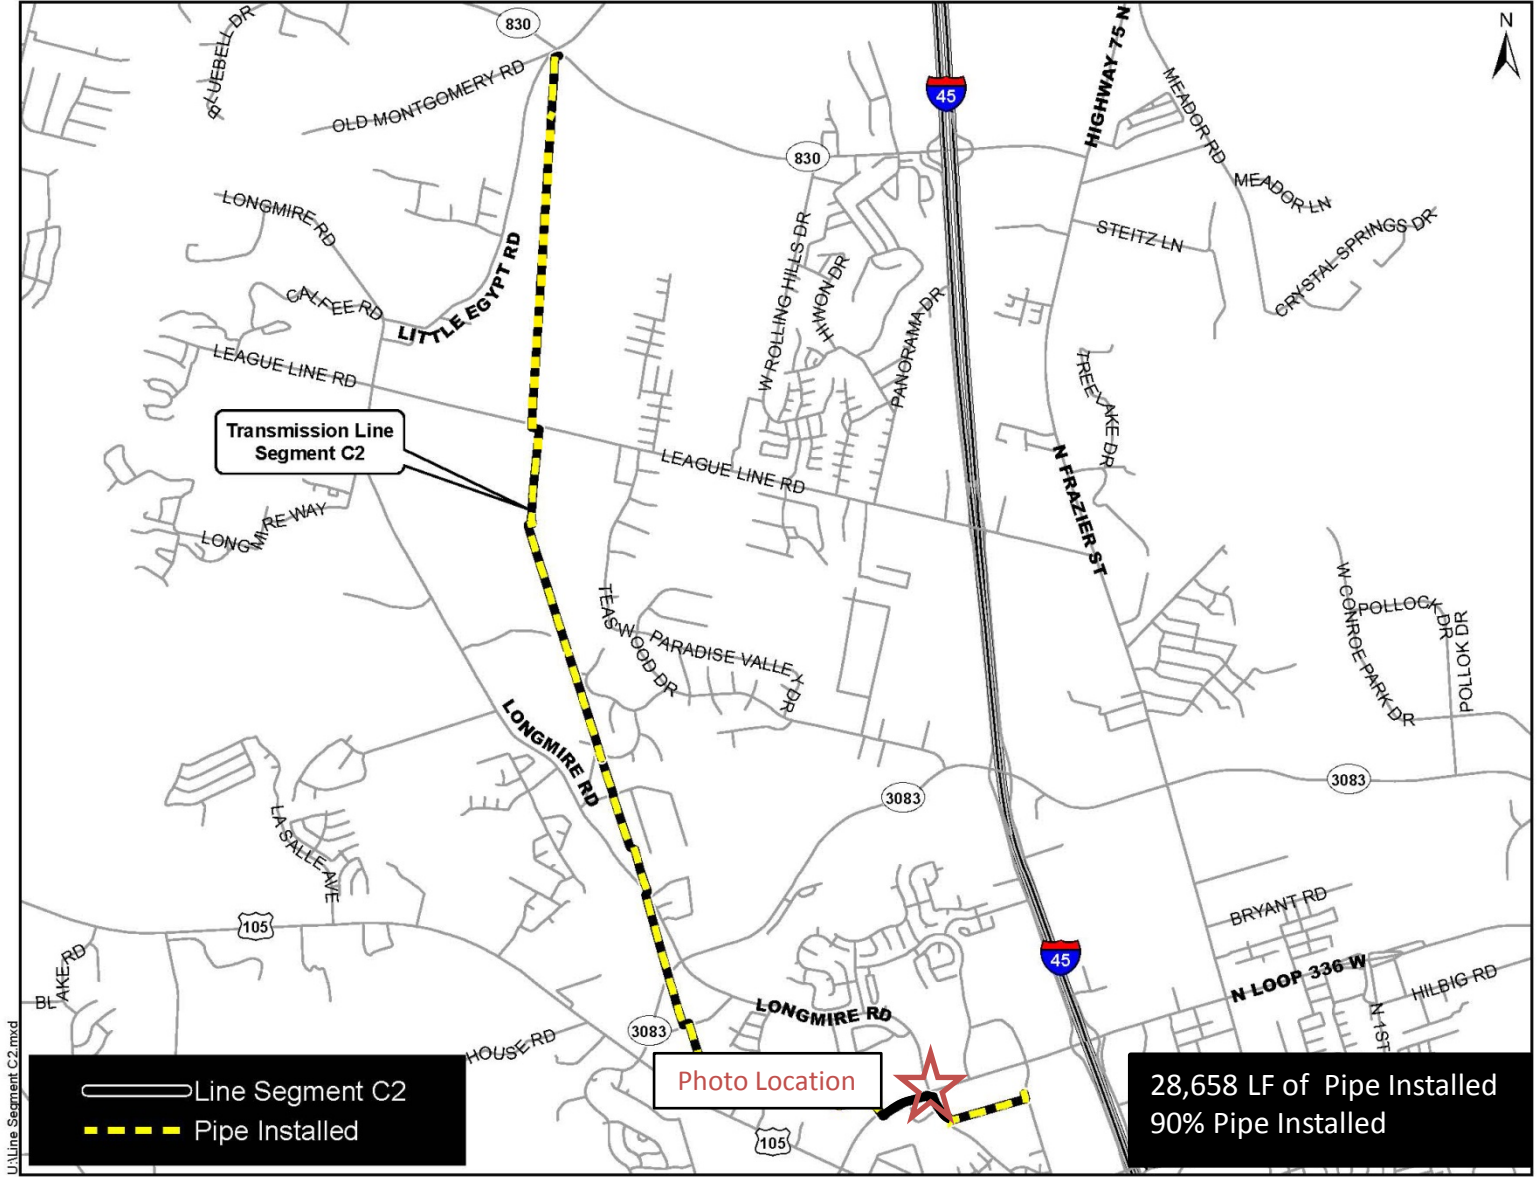 830
BLUEBELL DR
OLD MONTGOMERY RD
45
HIGHWAY 75 N
N
MEADOR RD
830
MEADOR LN
LONGMIRE RD
STEITZ LN
CRYSTAL SPRINGS DR
LITTLE EGYPT RD
W ROLLING HILLS DR
HIWON DR
CALFEE RD
PANORAMA DR
LEAGUE LINE RD
TREELAKE DR
Transmission Line
Segment C2
LEAGUE LINE RD
N FRAZIER ST
LONGMIRE WAY
TEASWOOD DR
PARADISE VALLEY DR
W CONROE PARK DR
POLLOCK DR
POLLOK DR
LONGMIRE RD
3083
3083
LA SALLE AVE
BRYANT RD
105
BLAKE RD
45
N LOOP 336 W
HILBIG RD
LONGMIRE RD
N 1ST
3083
HOUSE RD
Photo Location
105
Line Segment C2
Pipe Installed
28,658 LF of Pipe Installed
90% Pipe Installed
U:\Line Segment C2.mxd